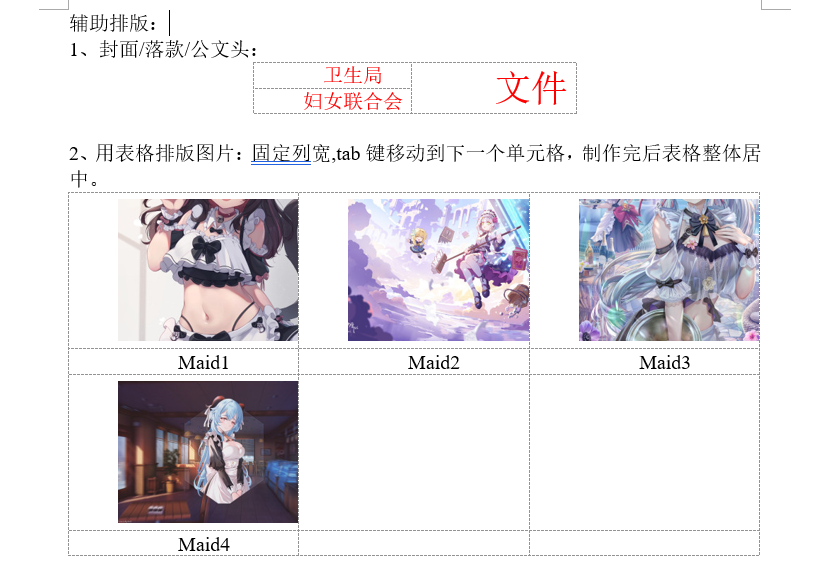 辅助排版：
1、封面/落款/公文头：
卫生局
妇女联合会
文件
2、用表格排版图片：固定列宽,tab 键移动到下一个单元格，制作完后表格整体居
中。
Maid1
Maid2
Maid3
Maid4